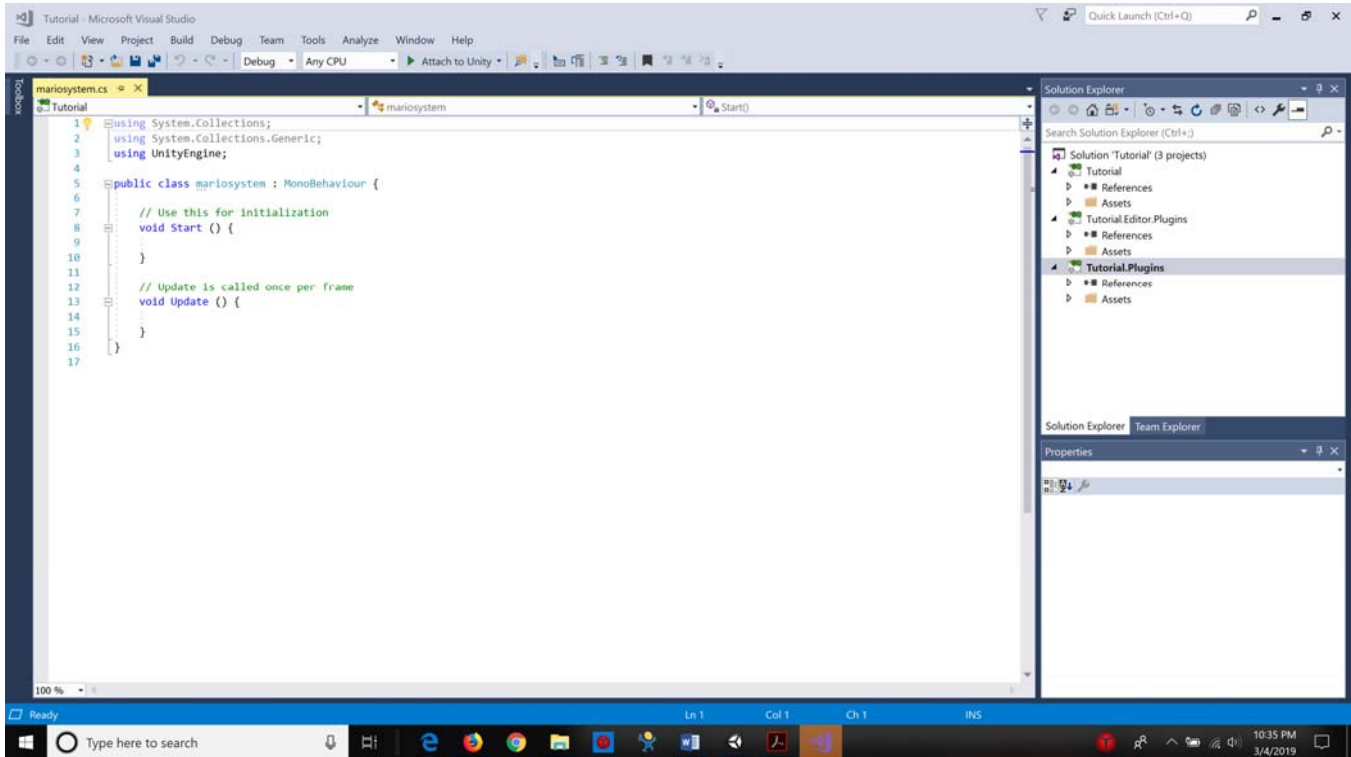 Tutorial - Microsoft Visual Studio
Quick Launch (Ctrl+Q)
File Edit View Project Build Debug Team Tools Analyze Window Help
Debug Any CPU Attach to Unity
Toolbox
mariosystem.cs
Tutorial mariosystem Start()
1 using System.Collections;
2 using System.Collections.Generic;
3 using UnityEngine;
4
5 public class mariosystem : MonoBehaviour {
6
7 // Use this for initialization
8 void Start () {
9
10 }
11
12 // Update is called once per frame
13 void Update () {
14
15 }
16 }
17
100 %
Solution Explorer
Search Solution Explorer (Ctrl+;)
Solution 'Tutorial' (3 projects)
Tutorial
References
Assets
Tutorial.Editor.Plugins
References
Assets
Tutorial.Plugins
References
Assets
Solution Explorer Team Explorer
Properties
Ready Ln 1 Col 1 Ch 1 INS
Type here to search
10:35 PM
3/4/2019